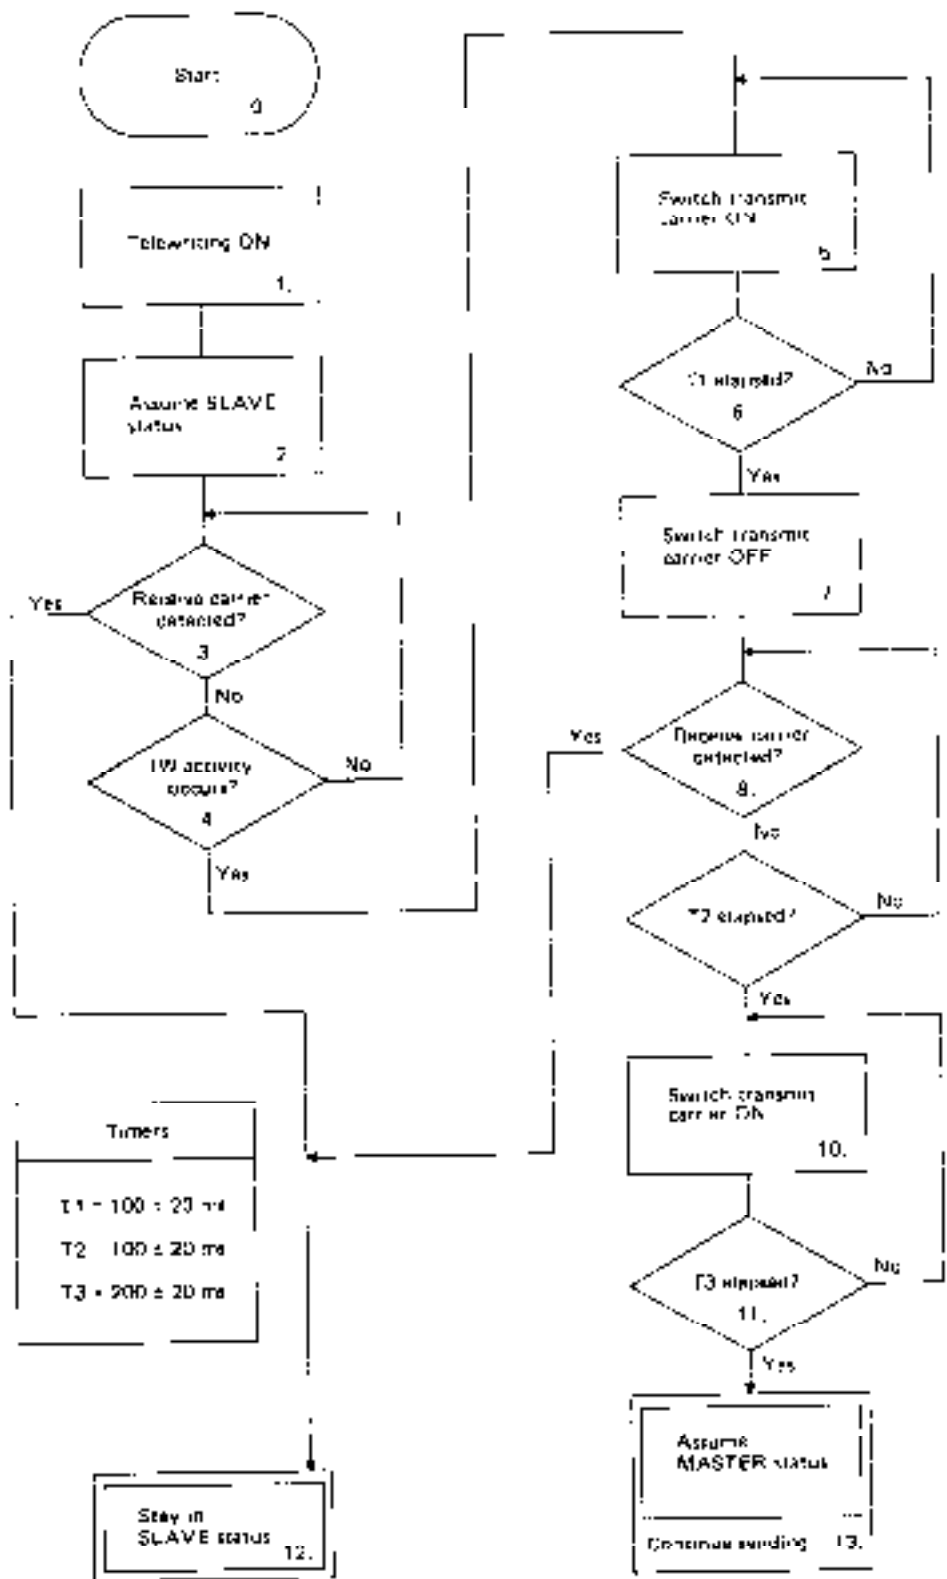 Start
0
Telewriting ON
1.
Assume SLAVE
status
2
Receive carrier
detected?
3
Yes
No
TW activity
occurs?
4
No
Yes
Switch transmit
carrier ON
5
T1 elapsed?
6
No
Yes
Switch transmit
carrier OFF
7
Receive carrier
detected?
8.
Yes
No
T2 elapsed?
No
Yes
Switch transmit
carrier ON
10.
T3 elapsed?
11.
No
Yes
Assume
MASTER status
Continue sending 13.
Timers
T1 = 100 ± 20 ms
T2 100 ± 20 ms
T3 = 200 ± 20 ms
Stay in
SLAVE status
12.